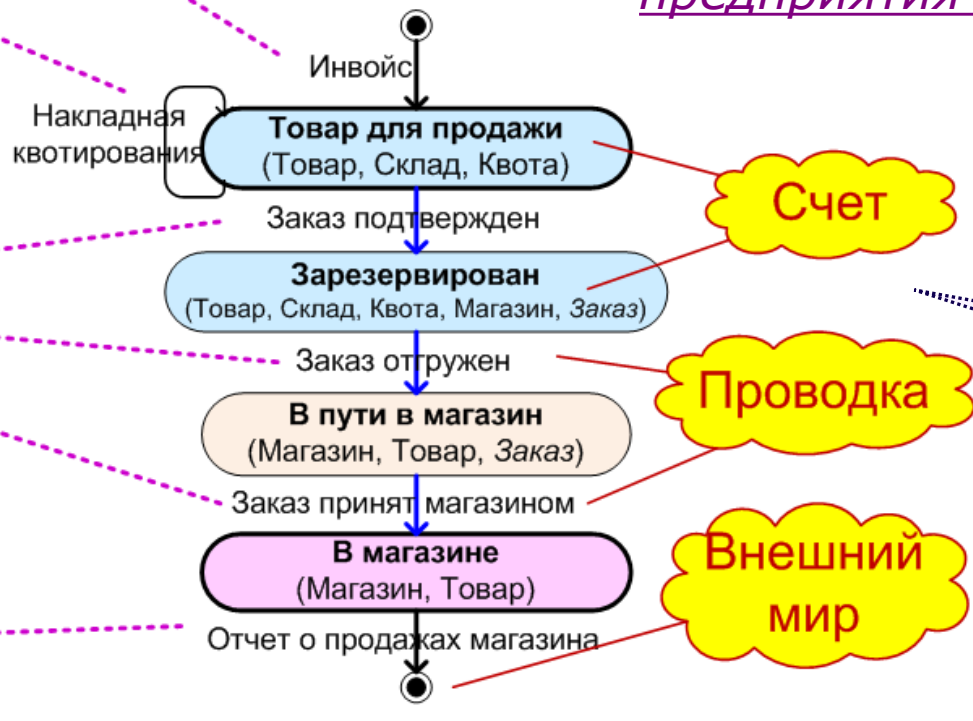 предприятия
Инвойс
Накладная
квотирования
Товар для продажи
(Товар, Склад, Квота)
Счет
Заказ подтвержден
Зарезервирован
(Товар, Склад, Квота, Магазин, Заказ)
Заказ отгружен
Проводка
В пути в магазин
(Магазин, Товар, Заказ)
Заказ принят магазином
В магазине
(Магазин, Товар)
Внешний
мир
Отчет о продажах магазина